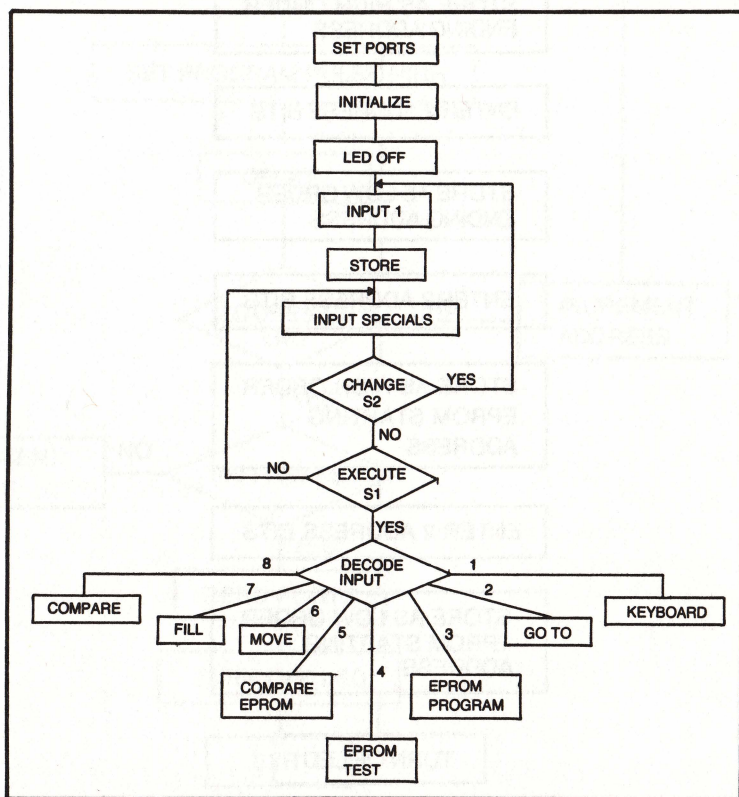 SET PORTS
INITIALIZE
LED OFF
INPUT 1
STORE
INPUT SPECIALS
CHANGE
S2
YES
NO
NO
EXECUTE
S1
YES
8
DECODE
INPUT
1
7
2
6
5
3
4
COMPARE
FILL
MOVE
GO TO
KEYBOARD
COMPARE
EPROM
EPROM
PROGRAM
EPROM
TEST